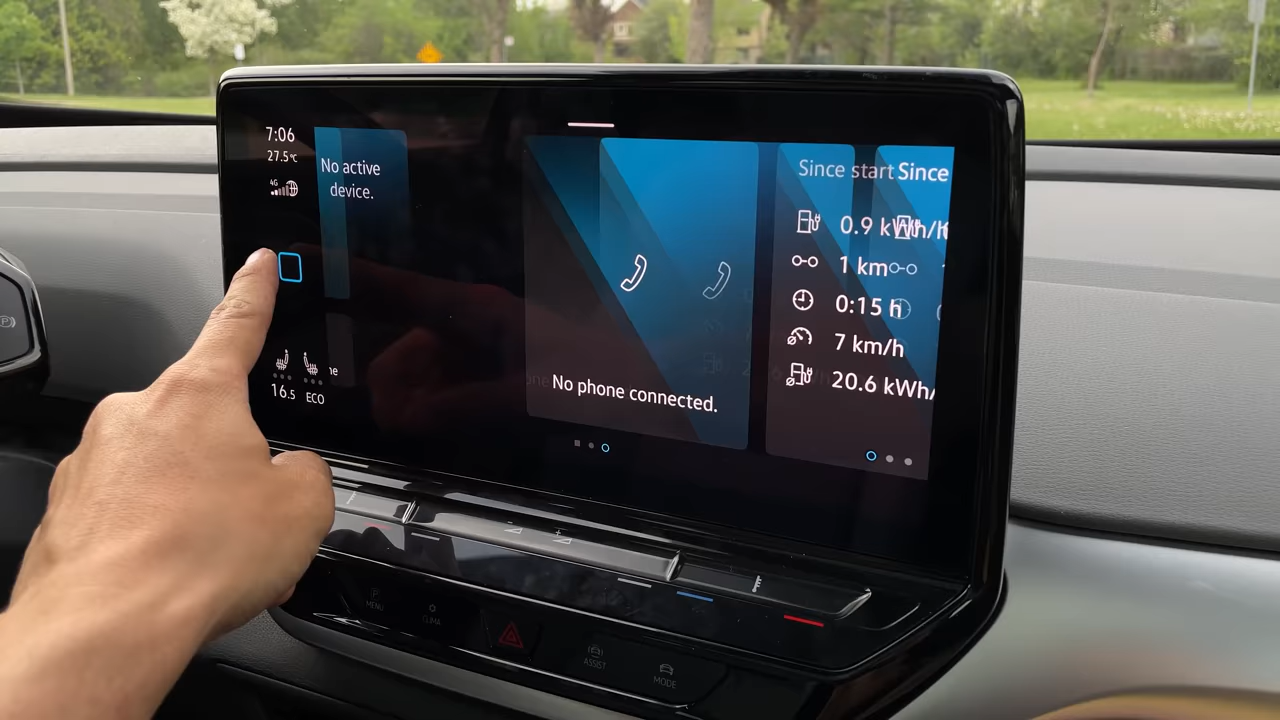 7:06
27.5°C
4G
No active
device.
16.5
ECO
No phone connected.
Since start
Since
0.9 kWh/
1 km
0:15 h
7 km/h
20.6 kWh/
MENU
CLIMA
ASSIST
MODE
P